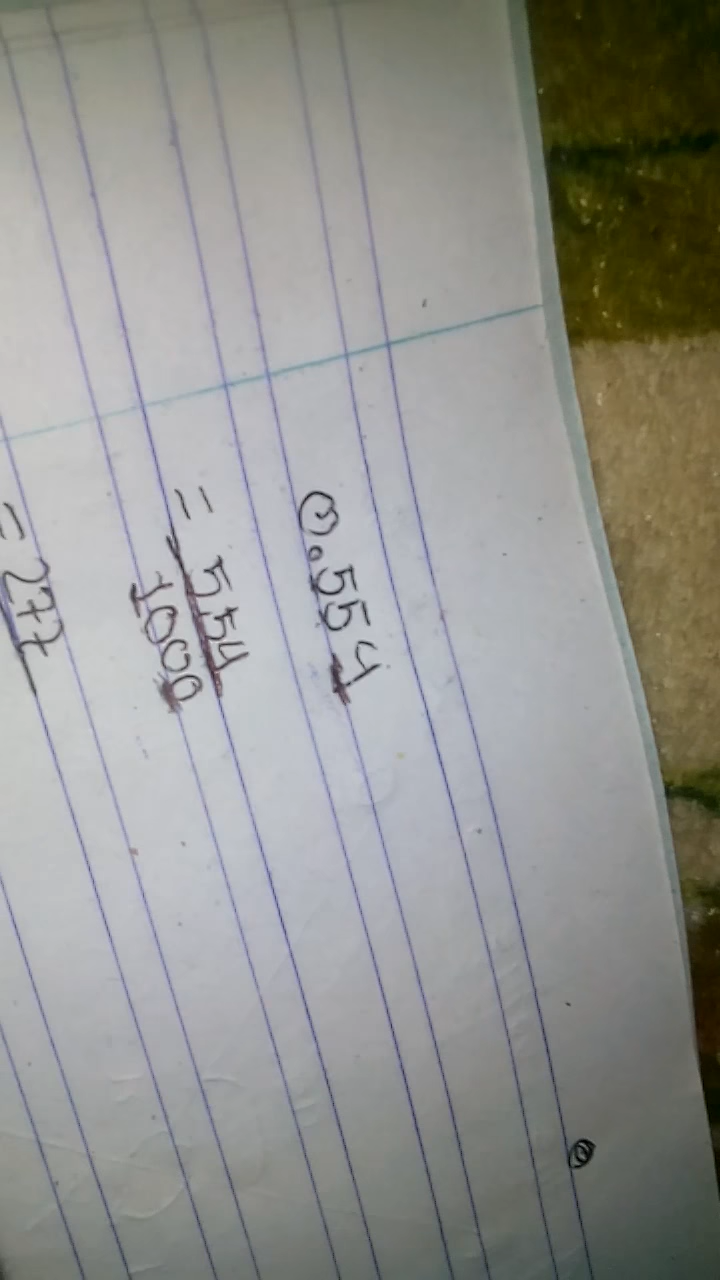 0.554
= 554
1000
= 277